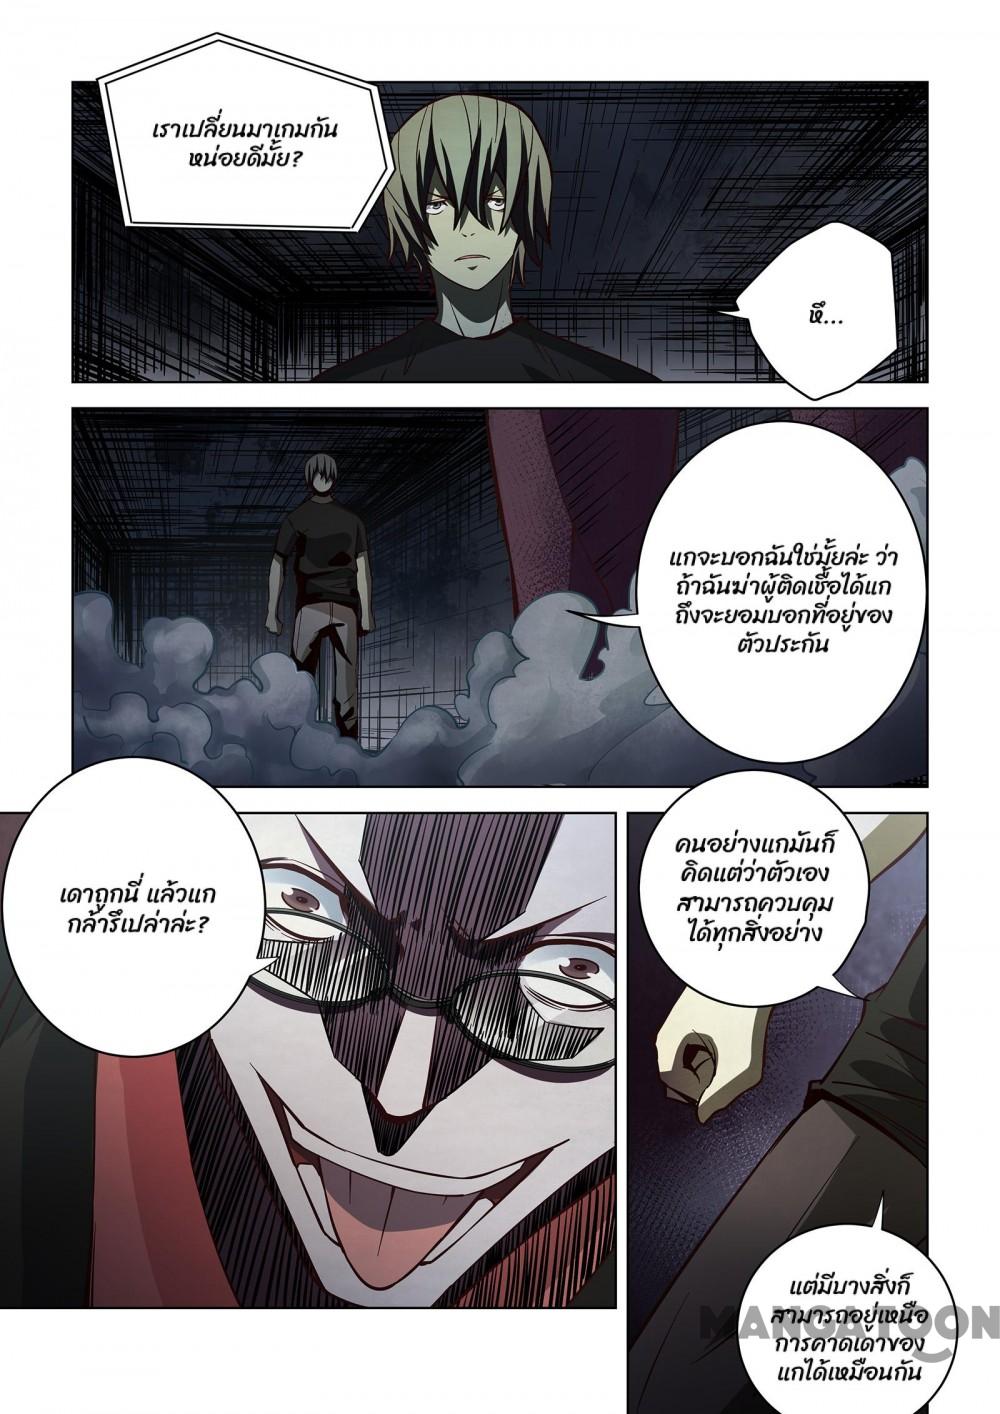 เราเปลี่ยนมาเกมกัน
หน่อยดีมั้ย?
หึ...
แกจะบอกฉันใช่มั้ยล่ะ ว่า
ถ้าฉันฆ่าผู้ติดเชื้อได้แก
ถึงจะยอมบอกที่อยู่ของ
ตัวประกัน
เดาถูกนี่ แล้วแก
กล้ารึเปล่าล่ะ?
คนอย่างแกมันก็
คิดแต่ว่าตัวเอง
สามารถควบคุม
ได้ทุกสิ่งอย่าง
แต่มีบางสิ่งก็
สามารถอยู่เหนือ
การคาดเดาของ
แกได้เหมือนกัน
MANGATOON